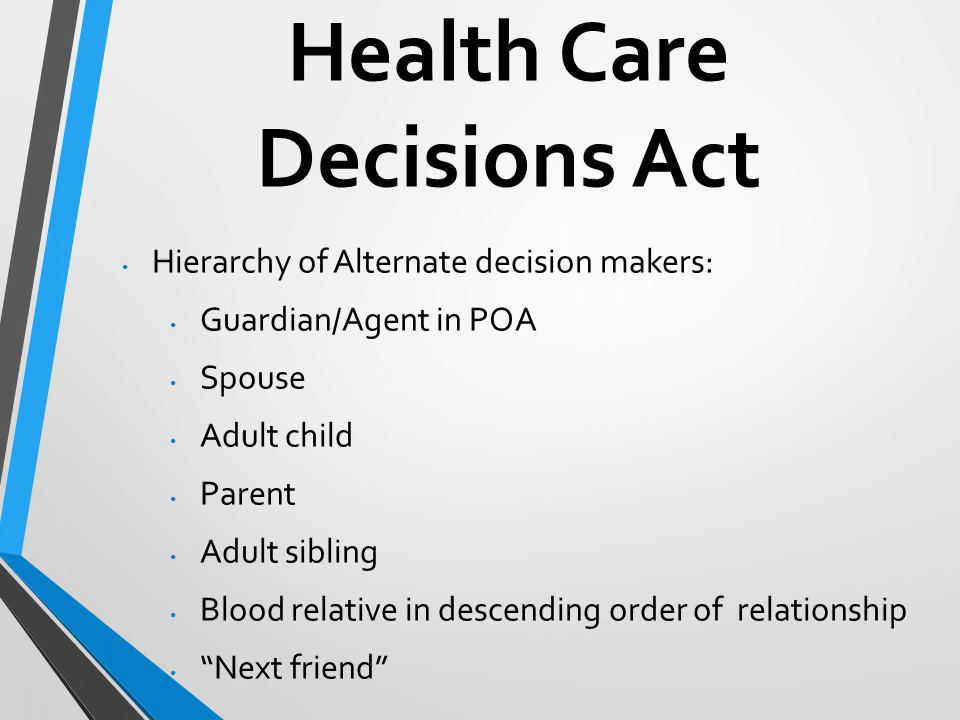 Health Care
Decisions Act
• Hierarchy of Alternate decision makers:
• Guardian/Agent in POA
• Spouse
• Adult child
• Parent
• Adult sibling
• Blood relative in descending order of  relationship
• “Next friend”